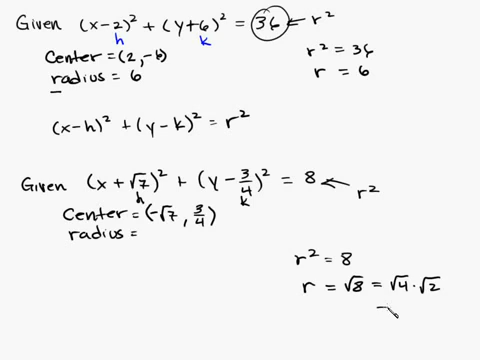 Given (x-2)² + (y+6)² = 36 ← r²
h k
Center = (2, -6)
radius = 6
r² = 36
r = 6
(x-h)² + (y-k)² = r²
Given (x + √7)² + (y - 3/4)² = 8 ← r²
h k
Center = (-√7, 3/4)
radius =
r² = 8
r = √8 = √4 · √2